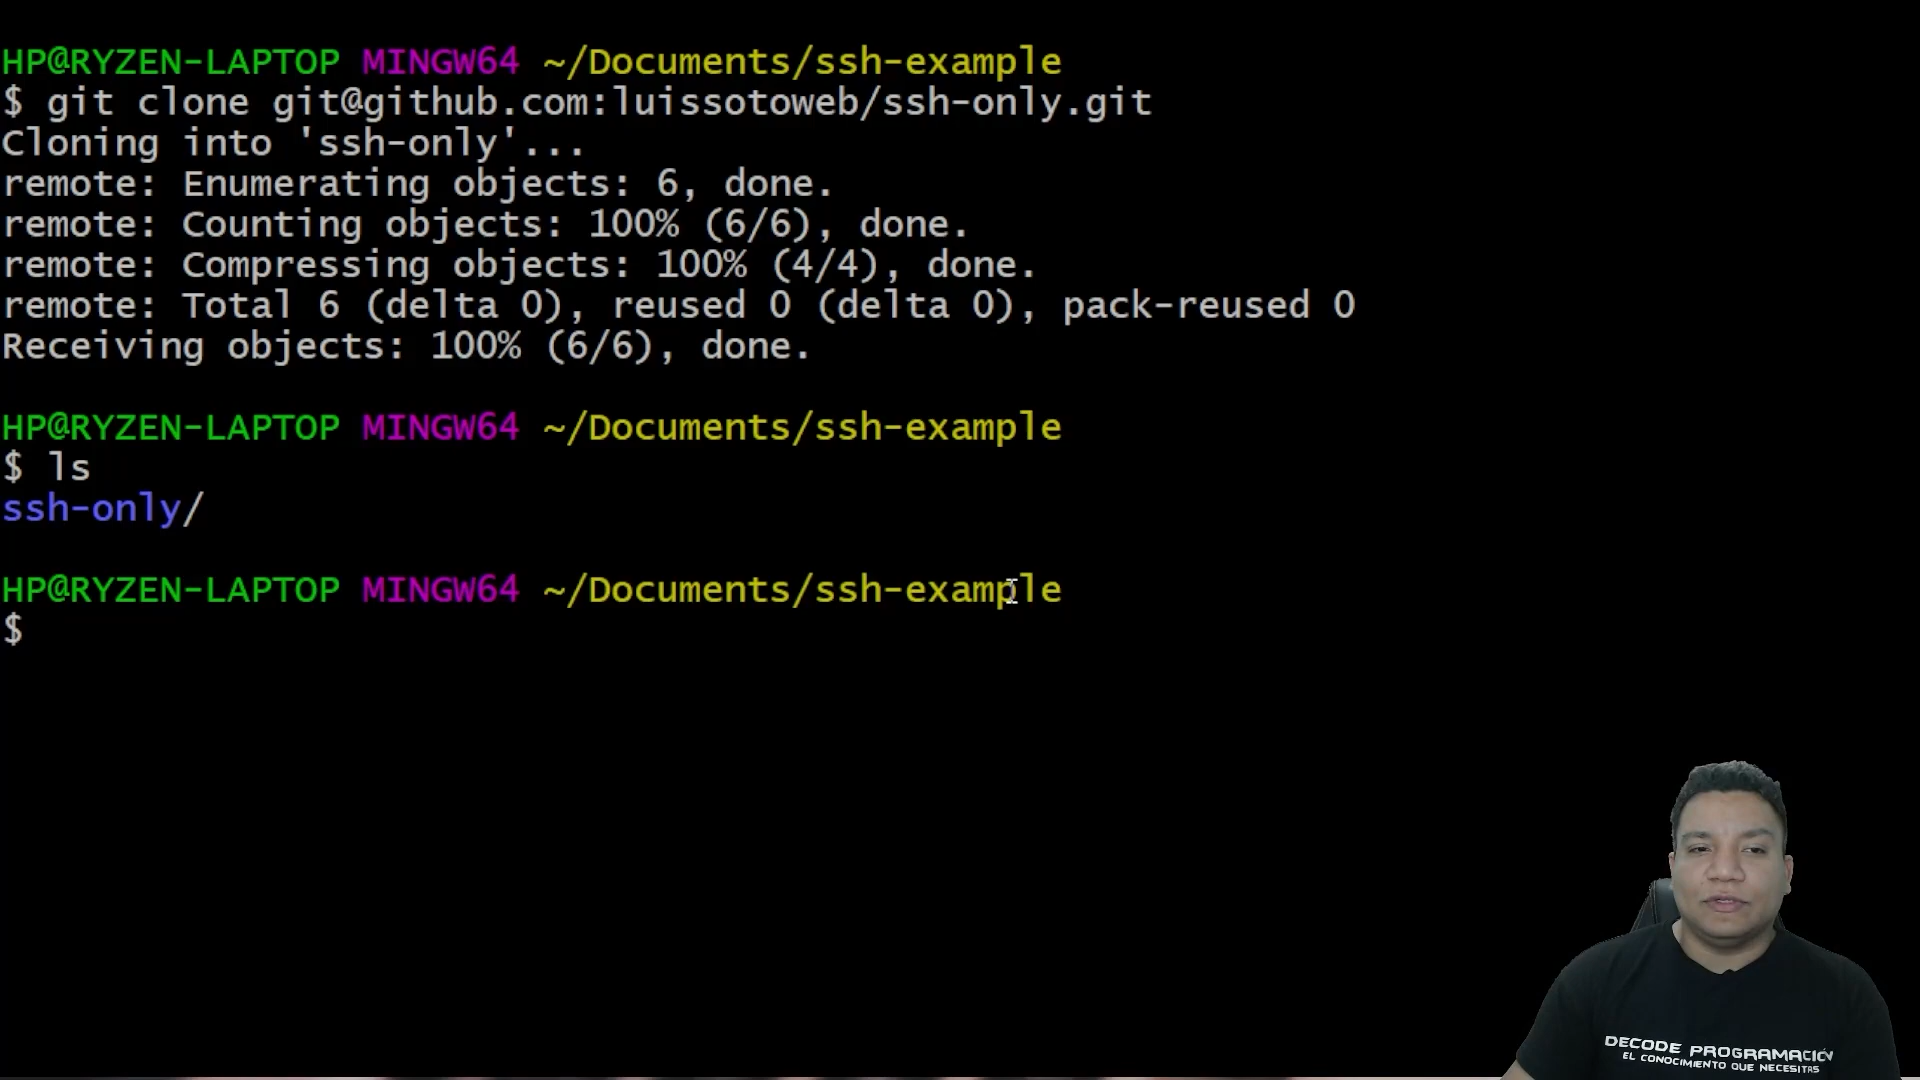 HP@RYZEN-LAPTOP MINGW64 ~/Documents/ssh-example
$ git clone git@github.com:luissotoweb/ssh-only.git
Cloning into 'ssh-only'...
remote: Enumerating objects: 6, done.
remote: Counting objects: 100% (6/6), done.
remote: Compressing objects: 100% (4/4), done.
remote: Total 6 (delta 0), reused 0 (delta 0), pack-reused 0
Receiving objects: 100% (6/6), done.
HP@RYZEN-LAPTOP MINGW64 ~/Documents/ssh-example
$ ls
ssh-only/
HP@RYZEN-LAPTOP MINGW64 ~/Documents/ssh-example
$
DECODE PROGRAMACIÓN
EL CONOCIMIENTO QUE NECESITAS